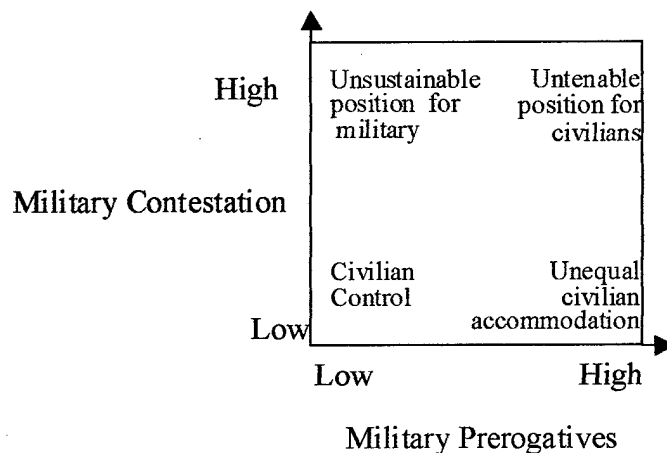 High
Unsustainable
position for
military
Untenable
position for
civilians
Military Contestation
Civilian
Control
Unequal
civilian
accommodation
Low
Low
High
Military Prerogatives